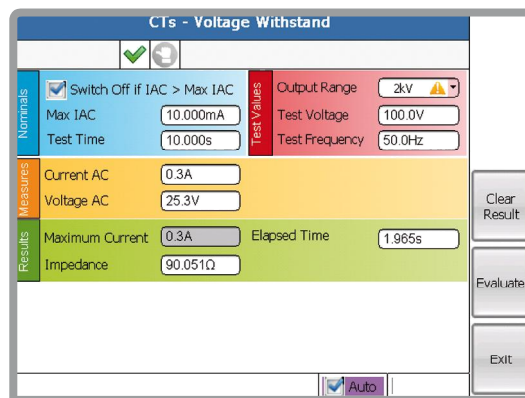 CTs - Voltage Withstand
Nominals
Switch Off if IAC > Max IAC
Max IAC 10.000mA
Test Time 10.000s
Test Values
Output Range 2kV
Test Voltage 100.0V
Test Frequency 50.0Hz
Measures
Current AC 0.3A
Voltage AC 25.3V
Results
Maximum Current 0.3A Elapsed Time 1.965s
Impedance 90.051Ω
Clear
Result
Evaluate
Exit
Auto